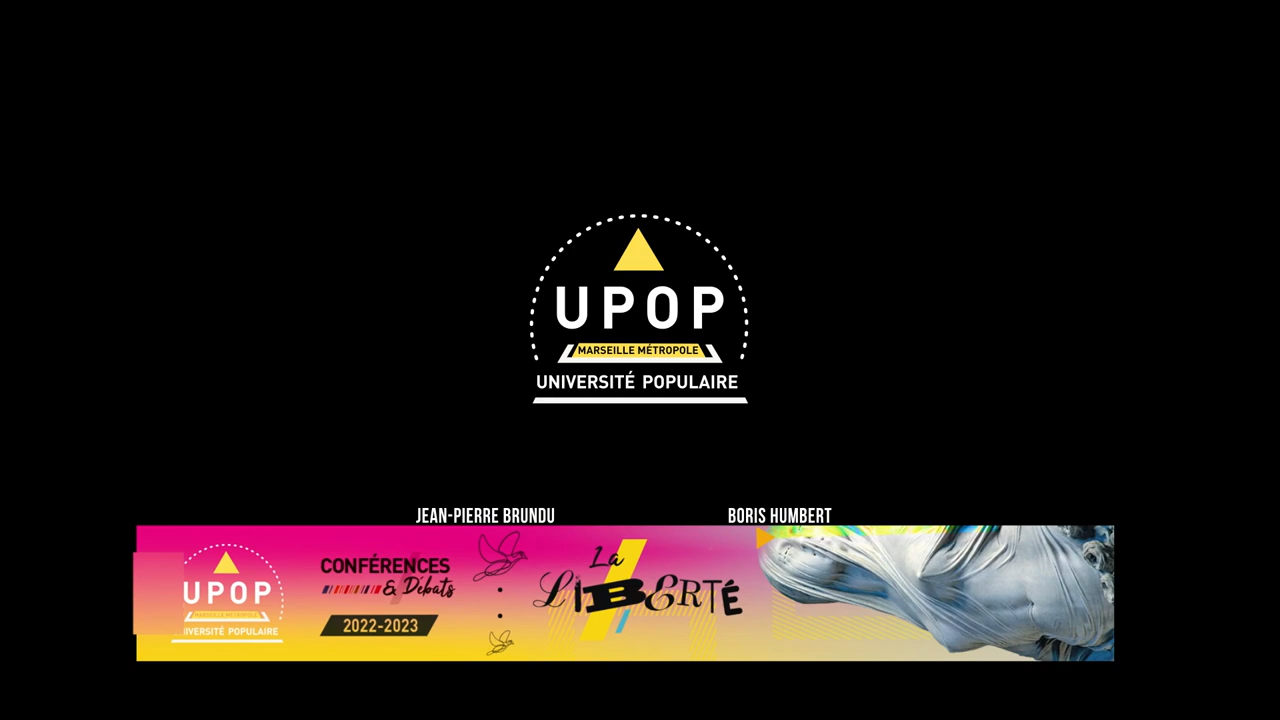 UPOP
MARSEILLE MÉTROPOLE
UNIVERSITÉ POPULAIRE
JEAN-PIERRE BRUNDU
BORIS HUMBERT
UPOP
MARSEILLE MÉTROPOLE
IVERSITÉ POPULAIRE
CONFÉRENCES
& Débats
2022-2023
La
LIBERTÉ